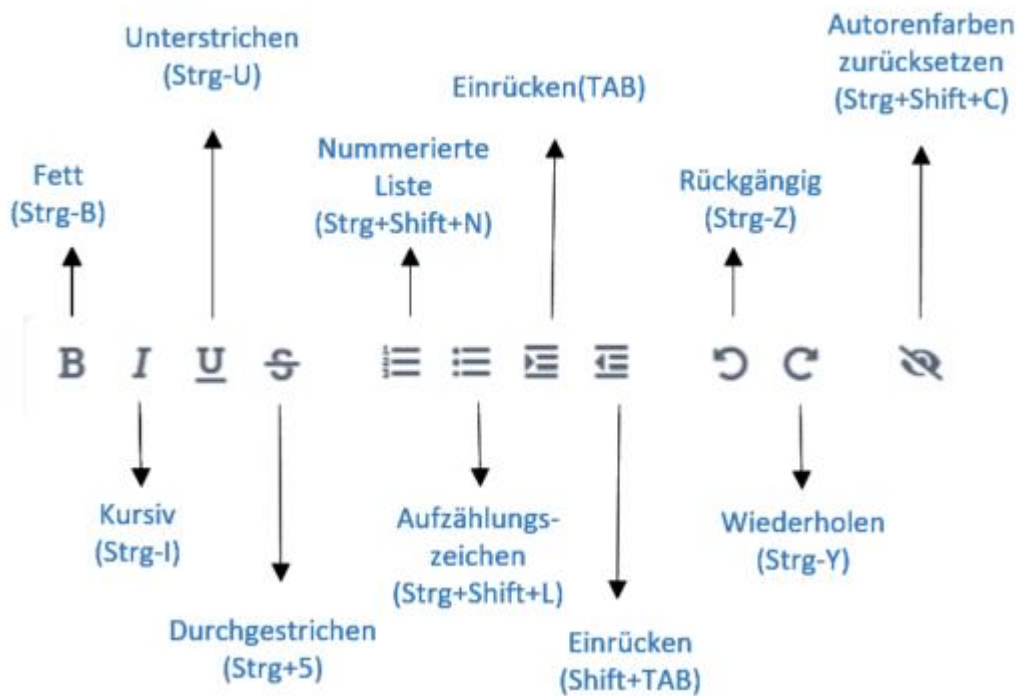 Unterstrichen
(Strg-U)
Autorenfarben
zurücksetzen
(Strg+Shift+C)
Einrücken(TAB)
Fett
(Strg-B)
Nummerierte
Liste
(Strg+Shift+N)
Rückgängig
(Strg-Z)
B I U S
Kursiv
(Strg-I)
Aufzählungs-
zeichen
(Strg+Shift+L)
Wiederholen
(Strg-Y)
Durchgestrichen
(Strg+5)
Einrücken
(Shift+TAB)